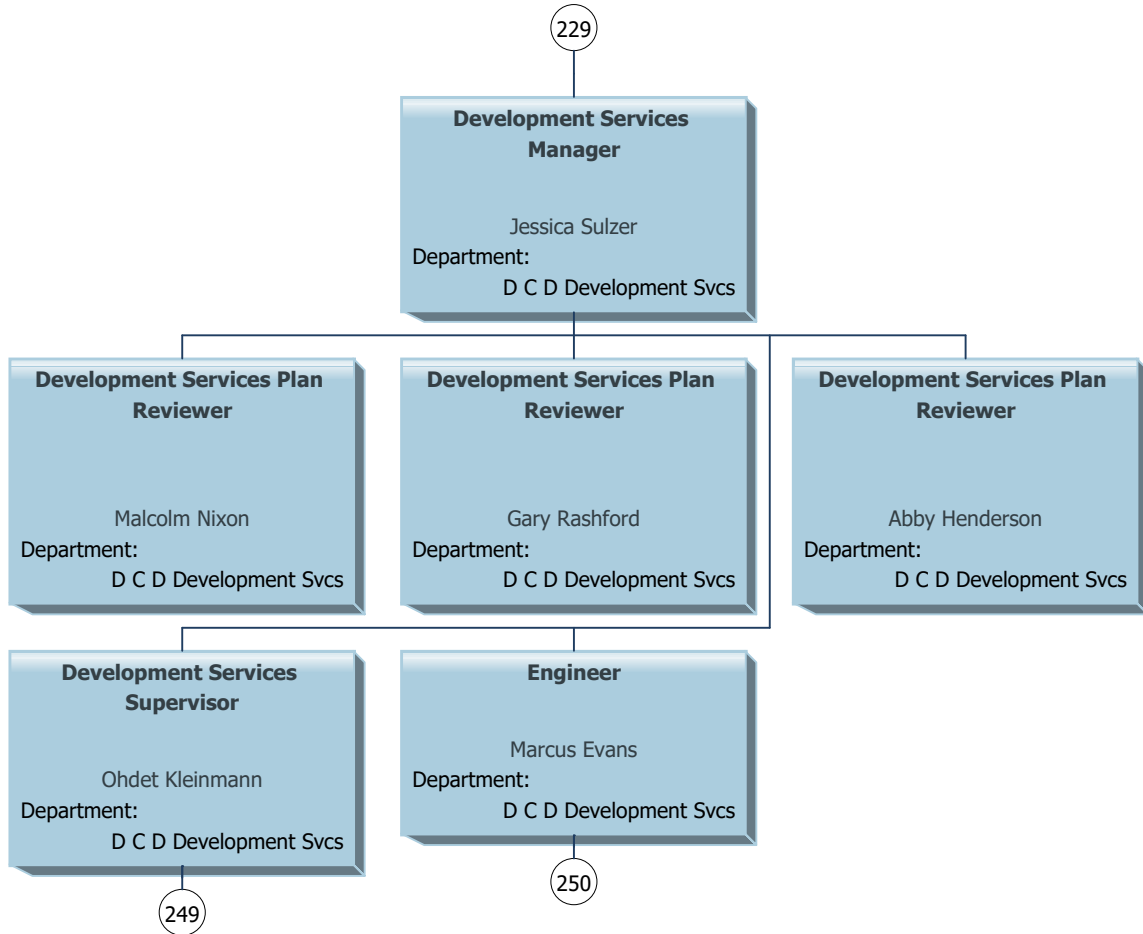 229
Development Services
Manager
Jessica Sulzer
Department:
D C D Development Svcs
Development Services Plan
Reviewer
Malcolm Nixon
Department:
D C D Development Svcs
Development Services Plan
Reviewer
Gary Rashford
Department:
D C D Development Svcs
Development Services Plan
Reviewer
Abby Henderson
Department:
D C D Development Svcs
Development Services
Supervisor
Ohdet Kleinmann
Department:
D C D Development Svcs
249
Engineer
Marcus Evans
Department:
D C D Development Svcs
250